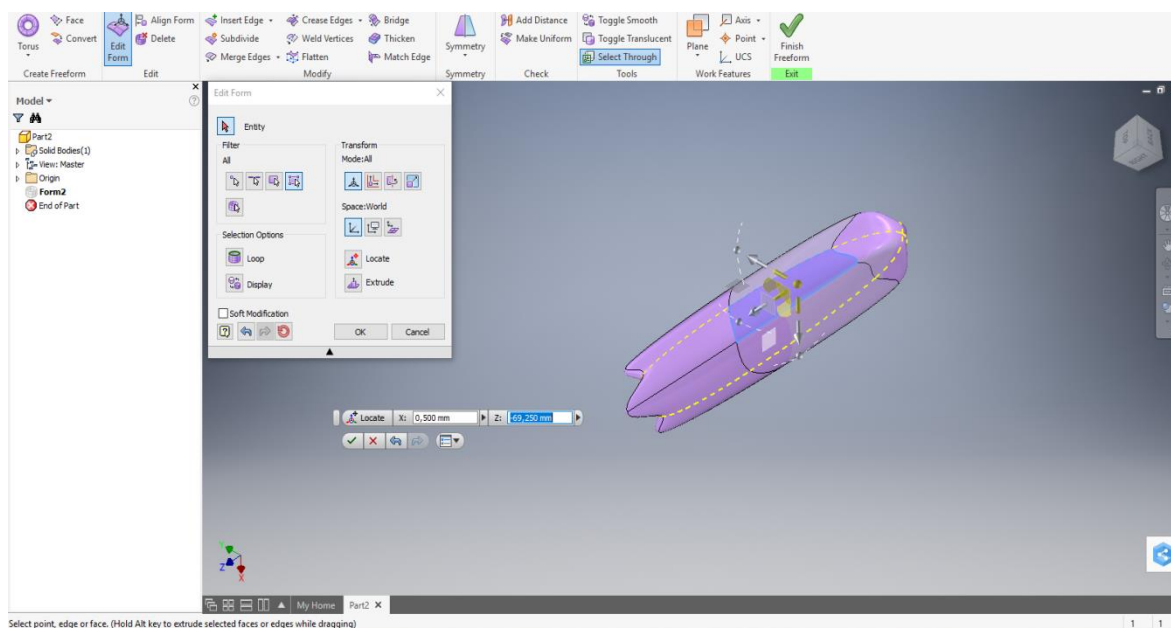 Face
Align Form
Insert Edge
Crease Edges
Bridge
Add Distance
Toggle Smooth
Axis
Torus
Convert
Edit Form
Delete
Subdivide
Weld Vertices
Thicken
Symmetry
Make Uniform
Toggle Translucent
Plane
Point
Finish Freeform
Merge Edges
Flatten
Match Edge
Select Through
UCS
Create Freeform
Edit
Modify
Symmetry
Check
Tools
Work Features
Exit
Model
Part2
Solid Bodies(1)
View: Master
Origin
Form2
End of Part
Edit Form
Entity
Filter
Transform
All
Mode:All
Space:World
Selection Options
Loop
Locate
Display
Extrude
Soft Modification
OK
Cancel
Locate X: 0,500 mm Z: -69,250 mm
Y
Z
X
My Home
Part2
Select point, edge or face. (Hold Alt key to extrude selected faces or edges while dragging)
1 1